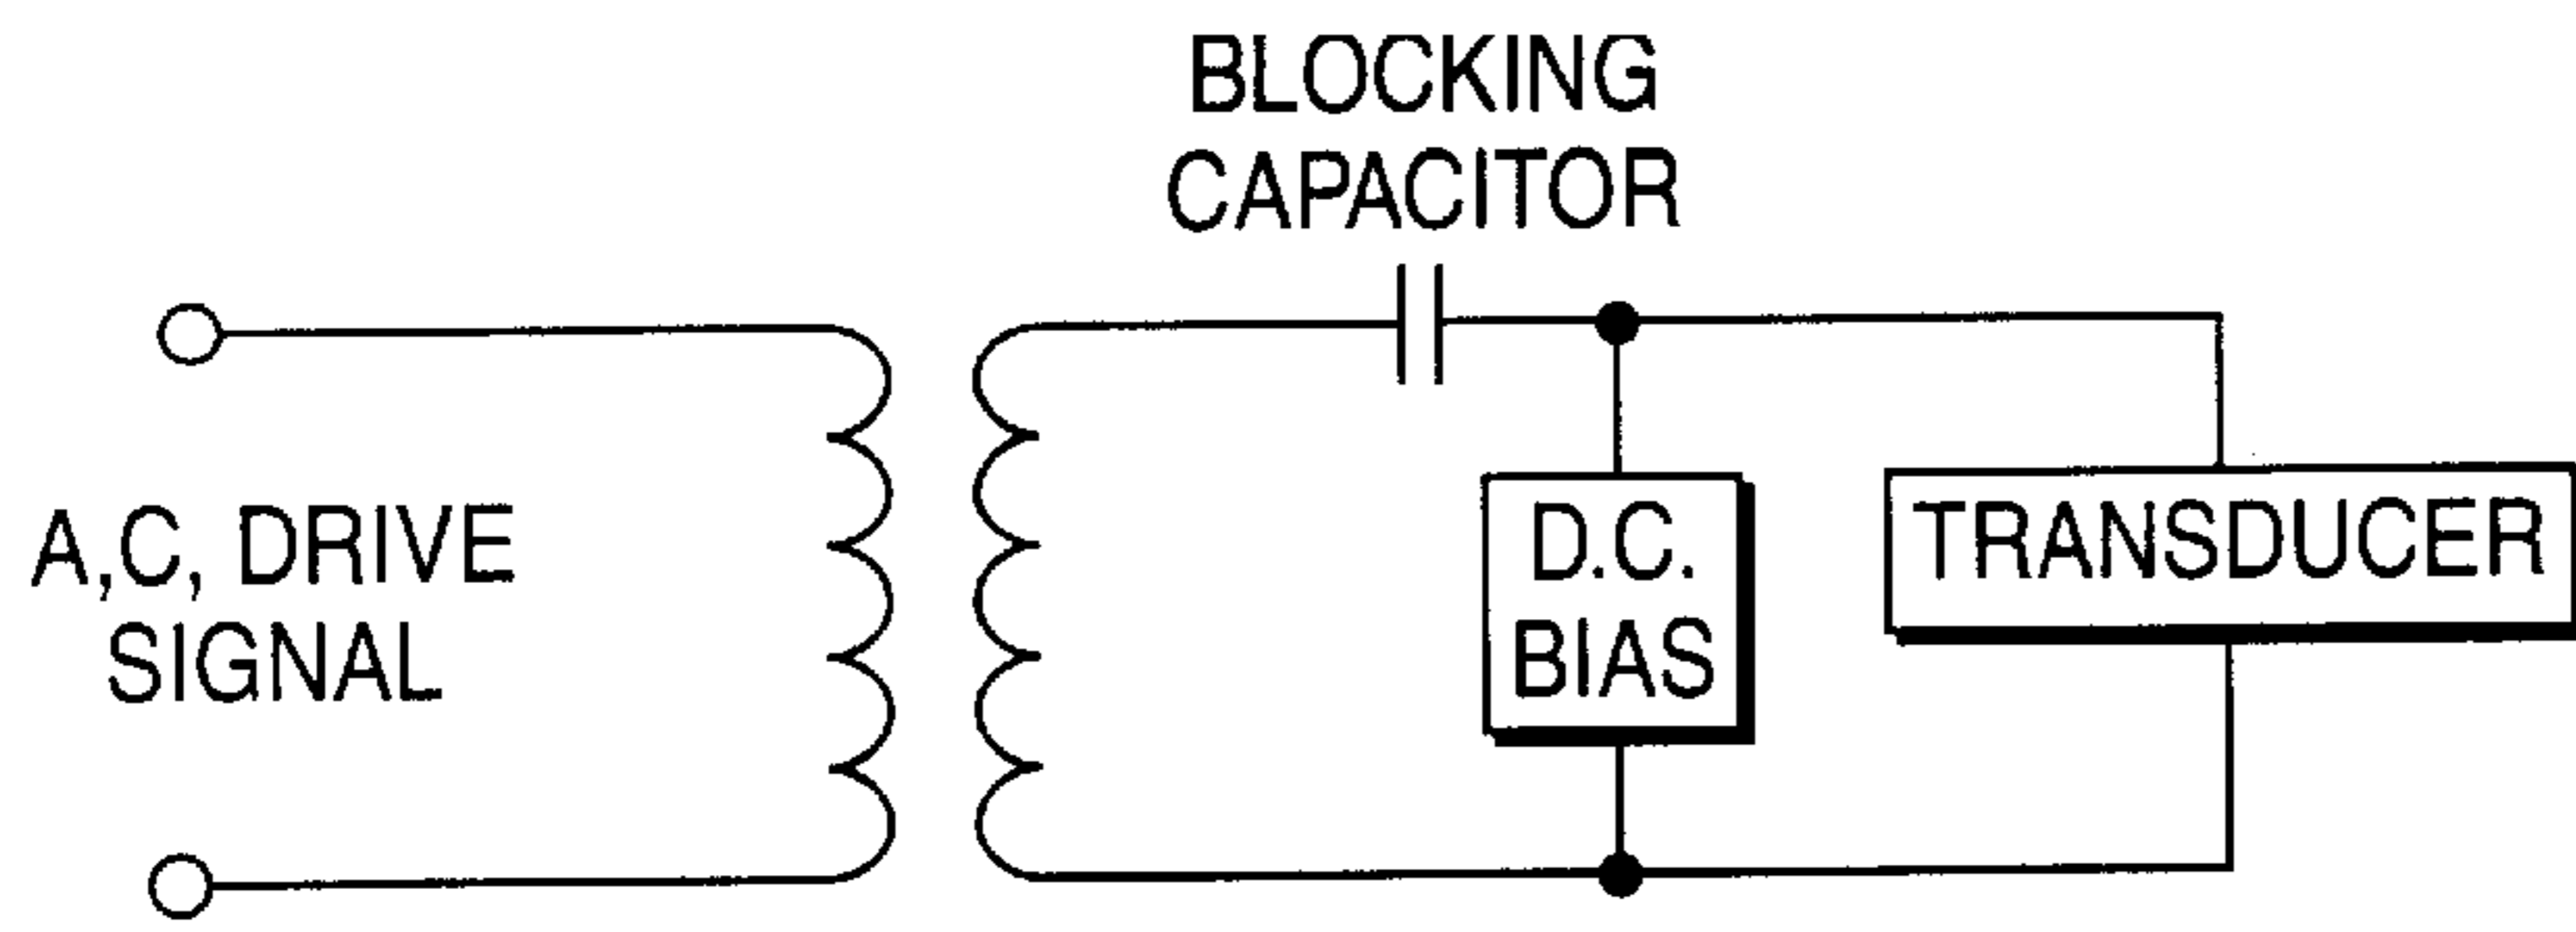 BLOCKING
CAPACITOR
A,C, DRIVE
SIGNAL
D.C.
BIAS
TRANSDUCER